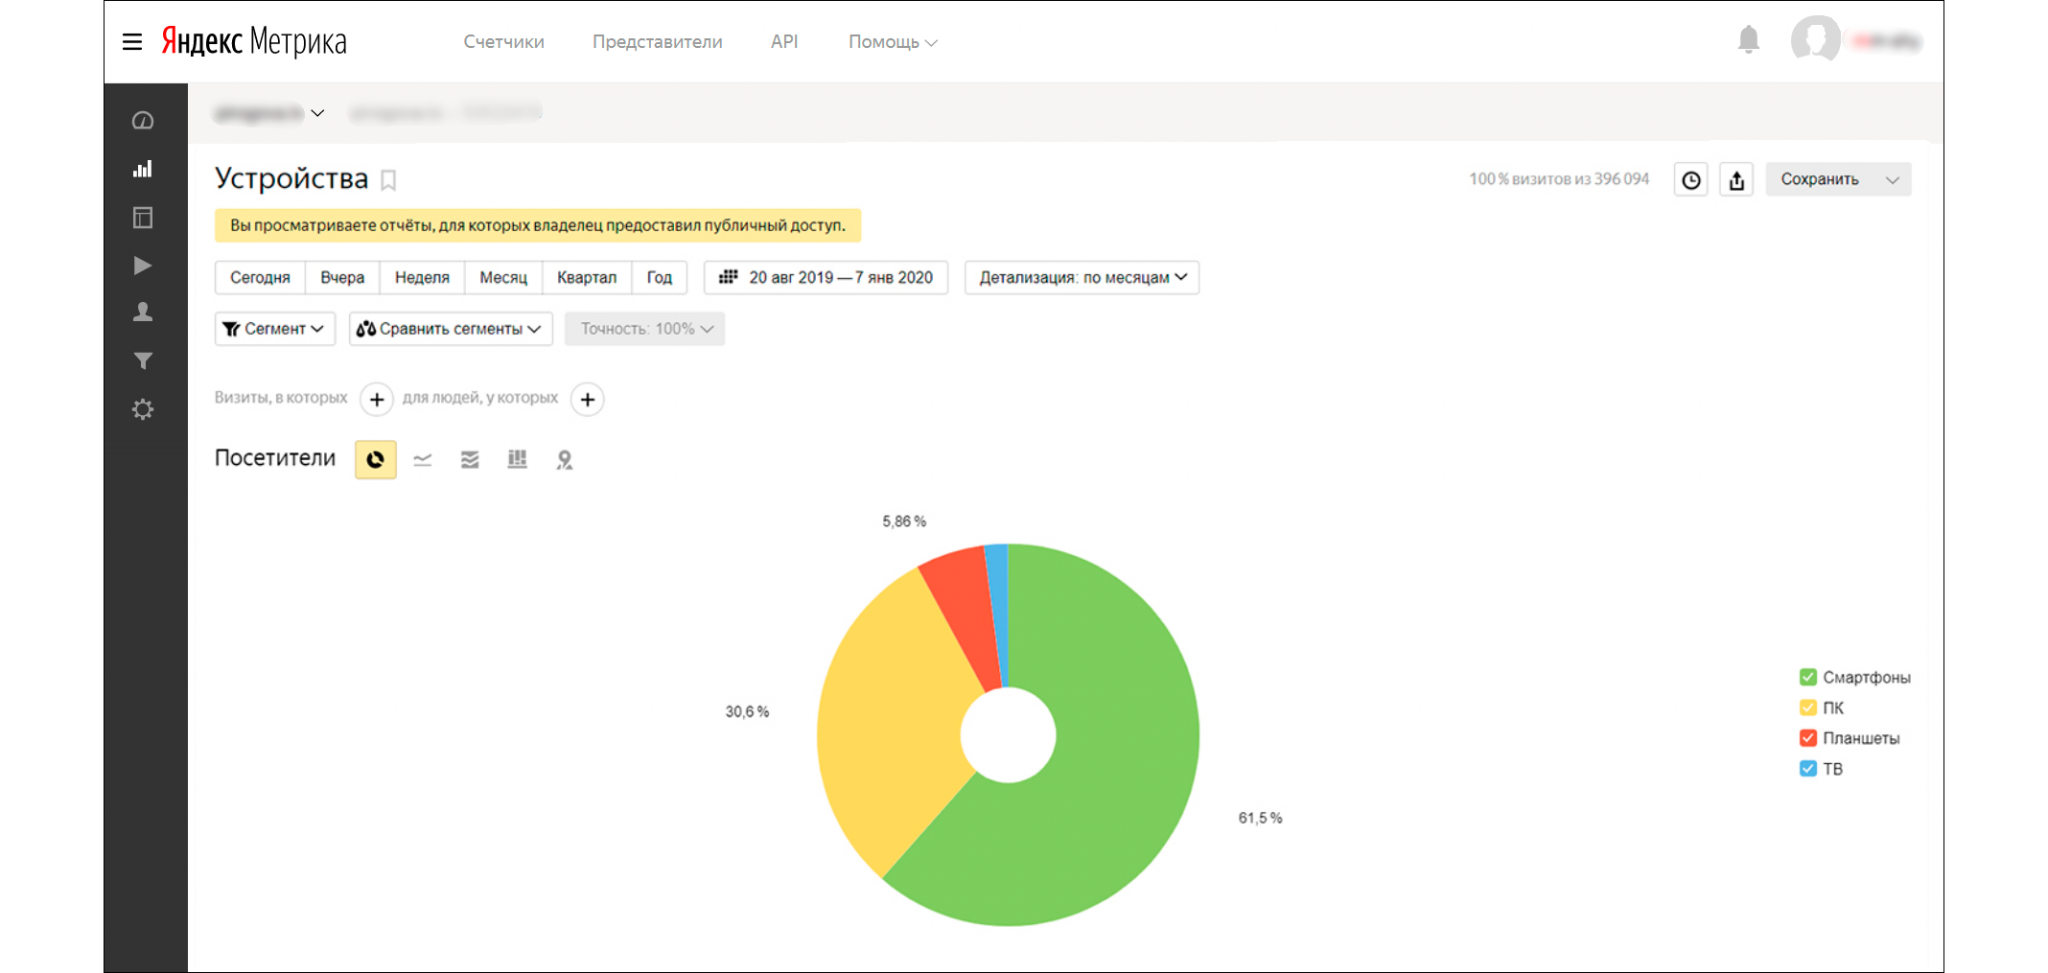 Яндекс Метрика Счетчики Представители API Помощь
Устройства 100 % визитов из 396 094 Сохранить
Вы просматриваете отчёты, для которых владелец предоставил публичный доступ.
Сегодня Вчера Неделя Месяц Квартал Год 20 авг 2019 — 7 янв 2020 Детализация: по месяцам
Сегмент Сравнить сегменты Точность: 100%
Визиты, в которых + для людей, у которых +
Посетители
5,86 %
30,6 %
61,5 %
Смартфоны
ПК
Планшеты
ТВ